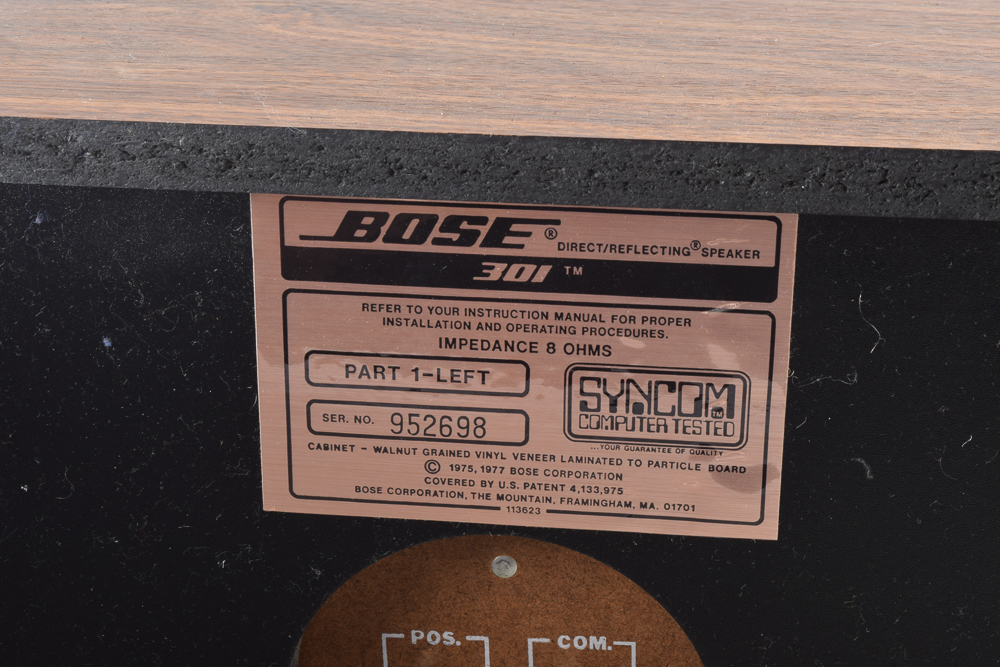 BOSE® DIRECT/REFLECTING® SPEAKER
301 ™
REFER TO YOUR INSTRUCTION MANUAL FOR PROPER
INSTALLATION AND OPERATING PROCEDURES.
IMPEDANCE 8 OHMS
PART 1-LEFT
SER. NO. 952698
SYNCOM™
COMPUTER TESTED
...YOUR GUARANTEE OF QUALITY
CABINET - WALNUT GRAINED VINYL VENEER LAMINATED TO PARTICLE BOARD
© 1975, 1977 BOSE CORPORATION
COVERED BY U.S. PATENT 4,133,975
BOSE CORPORATION, THE MOUNTAIN, FRAMINGHAM, MA. 01701
113623
POS. COM.